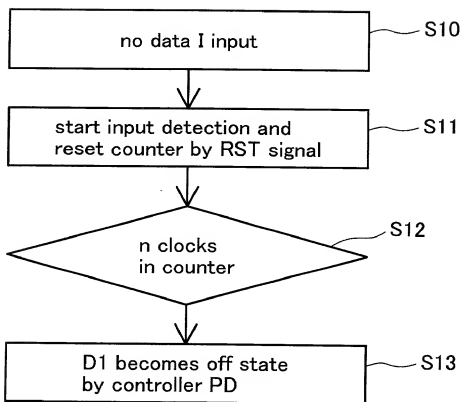 no data I input
S10
start input detection and
reset counter by RST signal
S11
n clocks
in counter
S12
D1 becomes off state
by controller PD
S13